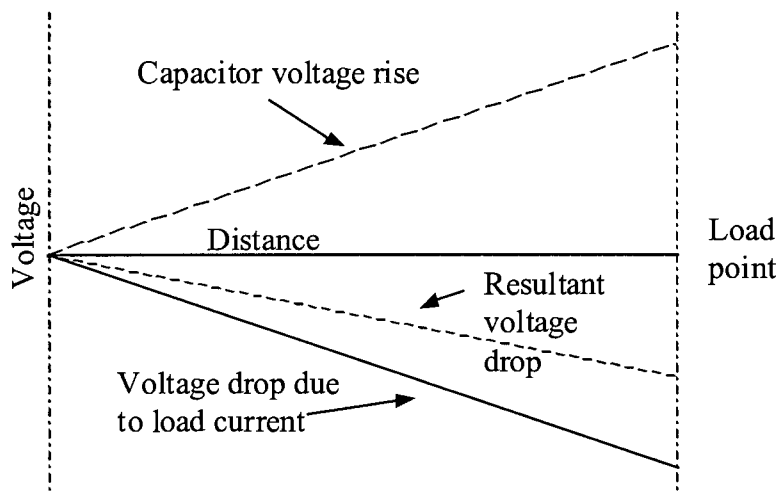 Capacitor voltage rise
Voltage
Distance
Load
point
Resultant
voltage
drop
Voltage drop due
to load current